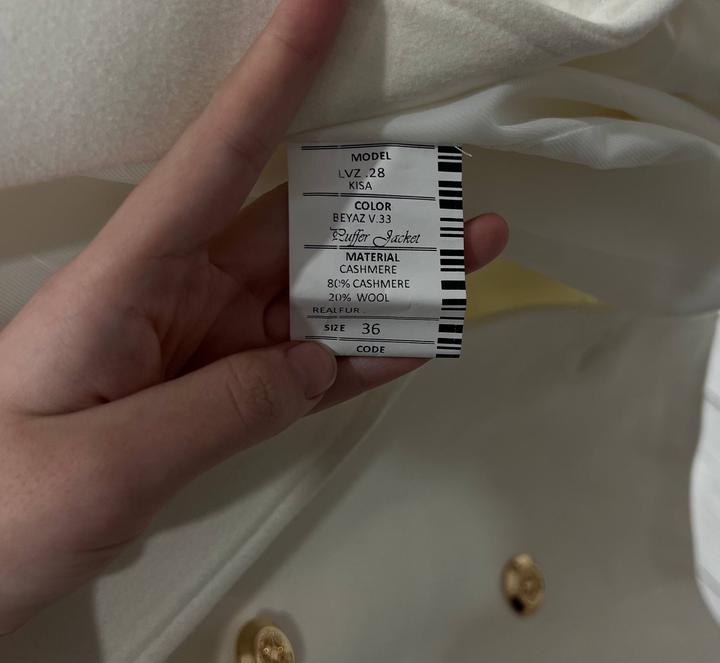 MODEL
LVZ .28
KISA
COLOR
BEYAZ V.33
Puffer Jacket
MATERIAL
CASHMERE
80% CASHMERE
20% WOOL
REALFUR .
SIZE 36
CODE